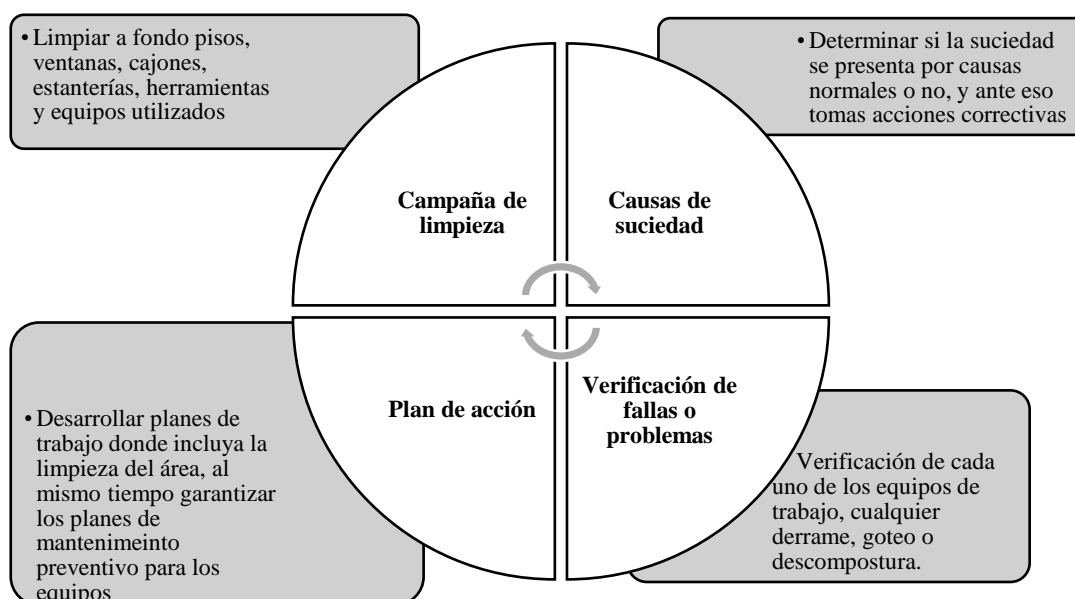 • Limpiar a fondo pisos,
ventanas, cajones,
estanterías, herramientas
y equipos utilizados
• Determinar si la suciedad
se presenta por causas
normales o no, y ante eso
tomas acciones correctivas
Campaña de
limpieza
Causas de
suciedad
Plan de acción
Verificación de
fallas o
problemas
• Desarrollar planes de
trabajo donde incluya la
limpieza del área, al
mismo tiempo garantizar
los planes de
mantenimeinto
preventivo para los
equipos
Verificación de cada
uno de los equipos de
trabajo, cualquier
derrame, goteo o
descompostura.